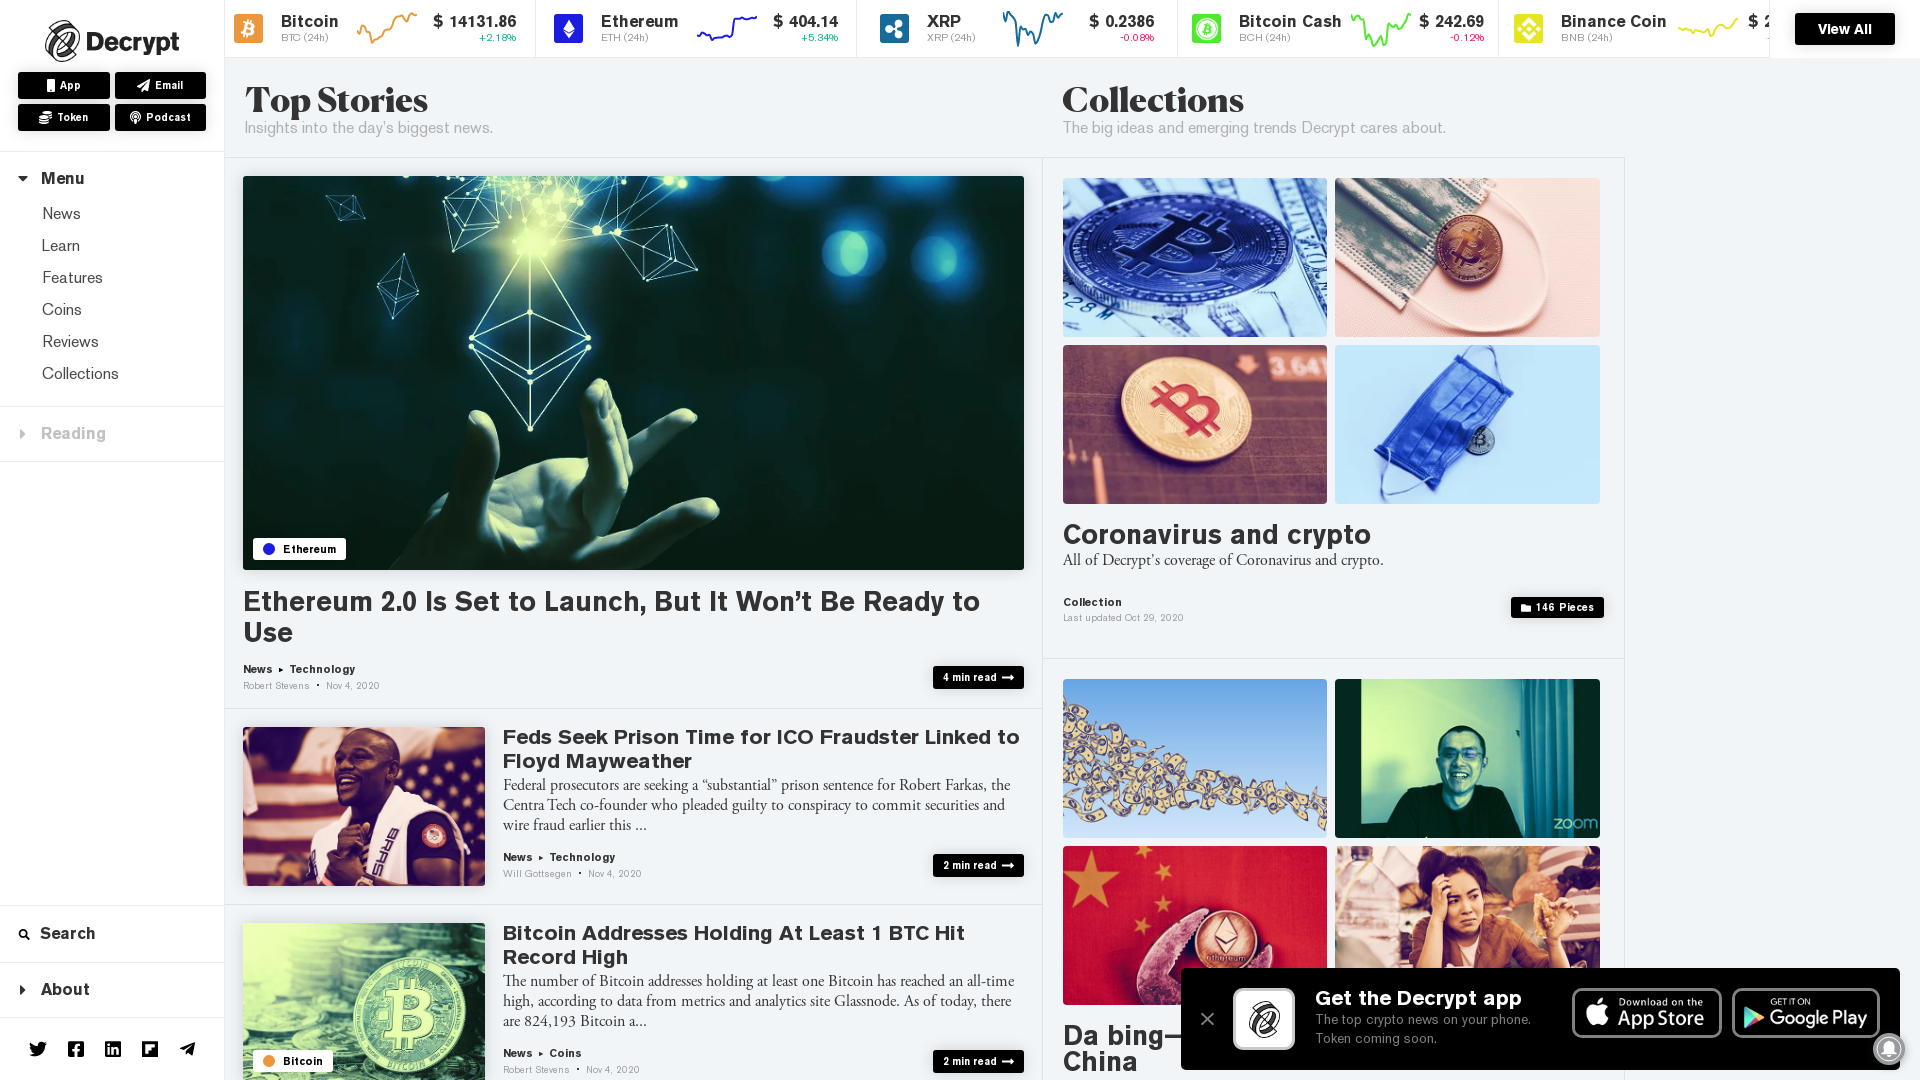 Decrypt
App
Email
Token
Podcast
Menu
News
Learn
Features
Coins
Reviews
Collections
Reading
Search
About
Bitcoin
BTC (24h)
$ 14131.86
+2.18%
Ethereum
ETH (24h)
$ 404.14
+5.34%
XRP
XRP (24h)
$ 0.2386
-0.08%
Bitcoin Cash
BCH (24h)
$ 242.69
-0.12%
Binance Coin
BNB (24h)
$
View All
Top Stories
Insights into the day's biggest news.
Ethereum
Ethereum 2.0 Is Set to Launch, But It Won’t Be Ready to
Use
News ▸ Technology
Robert Stevens • Nov 4, 2020
4 min read
Feds Seek Prison Time for ICO Fraudster Linked to
Floyd Mayweather
Federal prosecutors are seeking a “substantial” prison sentence for Robert Farkas, the
Centra Tech co-founder who pleaded guilty to conspiracy to commit securities and
wire fraud earlier this ...
News ▸ Technology
Will Gottsegen • Nov 4, 2020
2 min read
Bitcoin
Bitcoin Addresses Holding At Least 1 BTC Hit
Record High
The number of Bitcoin addresses holding at least one Bitcoin has reached an all-time
high, according to data from metrics and analytics site Glassnode. As of today, there
are 824,193 Bitcoin a...
News ▸ Coins
Robert Stevens • Nov 4, 2020
2 min read
Collections
The big ideas and emerging trends Decrypt cares about.
3.64
Coronavirus and crypto
All of Decrypt's coverage of Coronavirus and crypto.
Collection
Last updated Oct 29, 2020
146 Pieces
zoom
ethereum
Da bing—
China
Get the Decrypt app
The top crypto news on your phone.
Token coming soon.
Download on the
App Store
GET IT ON
Google Play